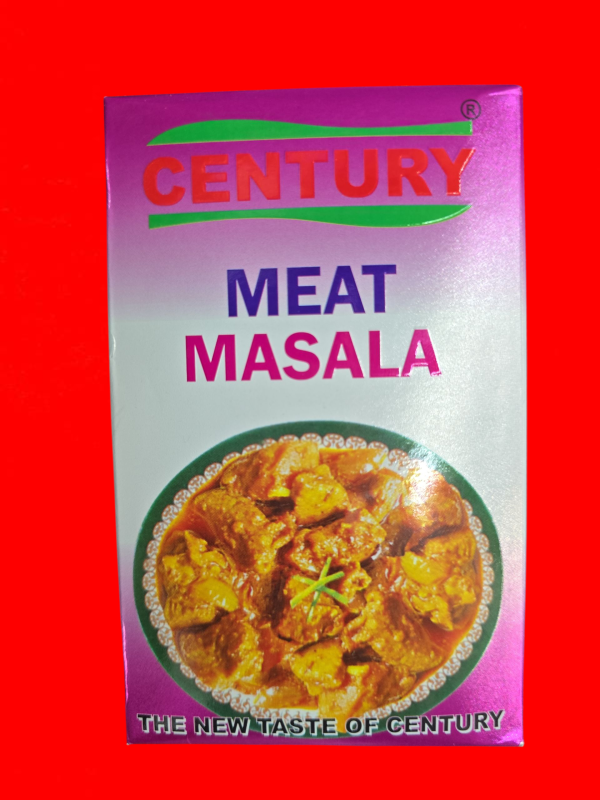 ®
CENTURY
MEAT
MASALA
THE NEW TASTE OF CENTURY